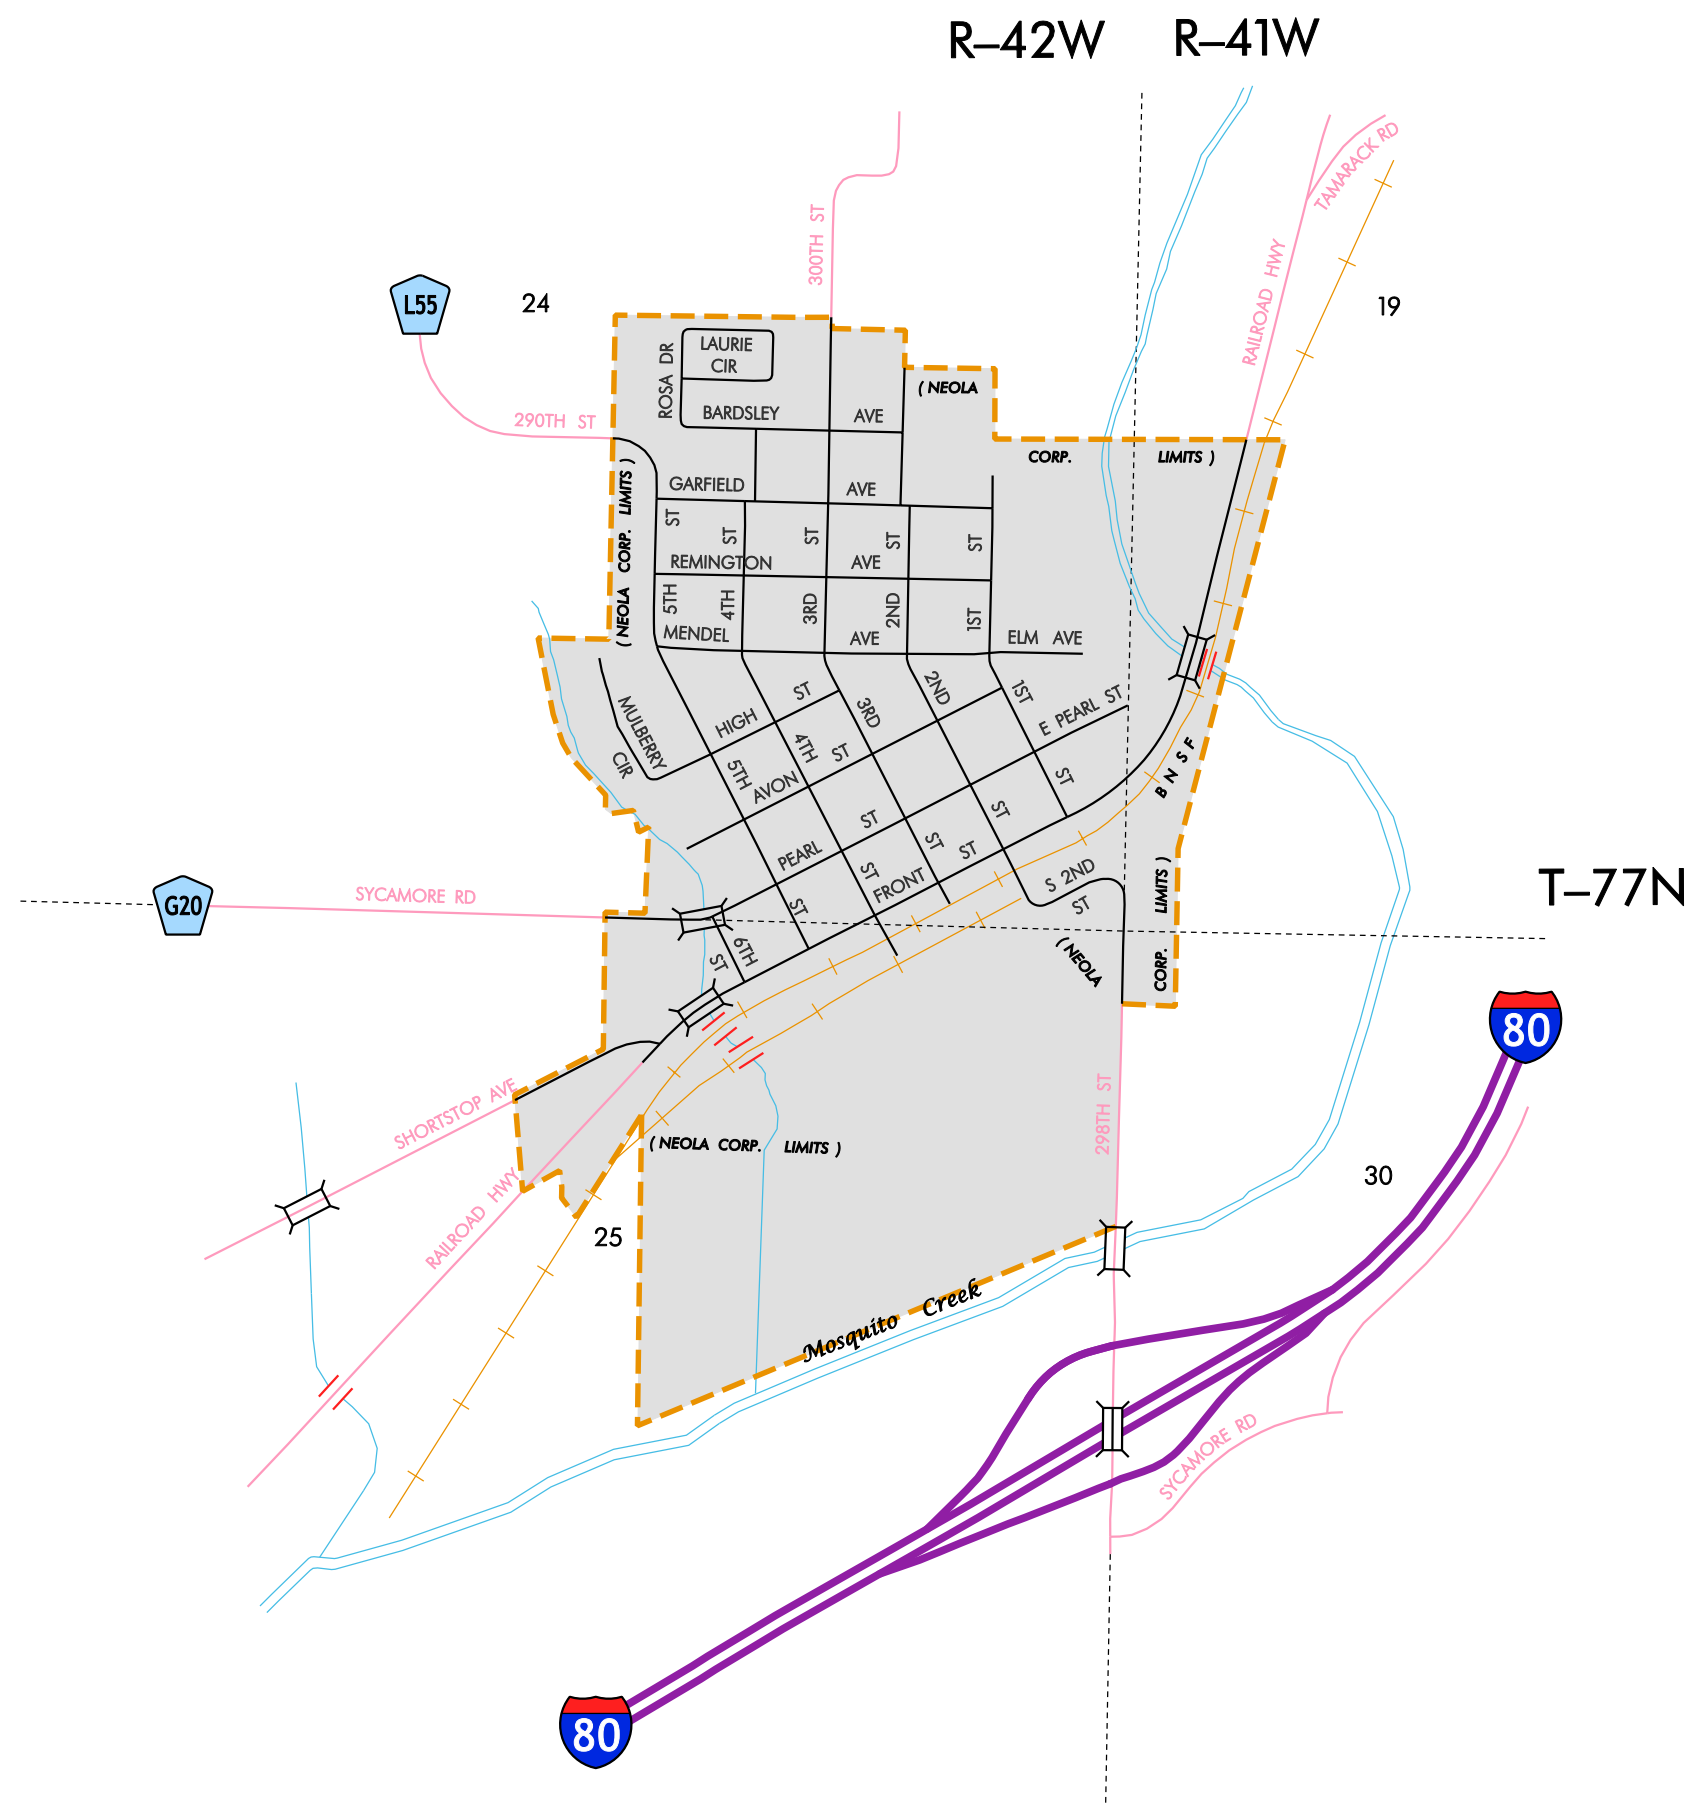 R–42W
R–41W
TAMARACK RD
300TH ST
RAILROAD HWY
L55
24
19
LAURIE
CIR
ROSA DR
( NEOLA
CORP.
LIMITS )
290TH ST
BARDSLEY AVE
( NEOLA CORP. LIMITS )
GARFIELD AVE
ST
ST
ST
ST
ST
REMINGTON AVE
5TH
4TH
3RD
2ND
1ST
MENDEL AVE
ELM AVE
MULBERRY
CIR
HIGH ST
3RD
2ND
1ST
E PEARL ST
4TH
5TH
AVON ST
BNSF
ST
ST
ST
ST
ST
PEARL ST
FRONT ST
S 2ND
ST
CORP. LIMITS )
( NEOLA
T–77N
G20
SYCAMORE RD
6TH
ST
80
SHORTSTOP AVE
298TH ST
( NEOLA CORP. LIMITS )
RAILROAD HWY
30
25
Mosquito Creek
SYCAMORE RD
80